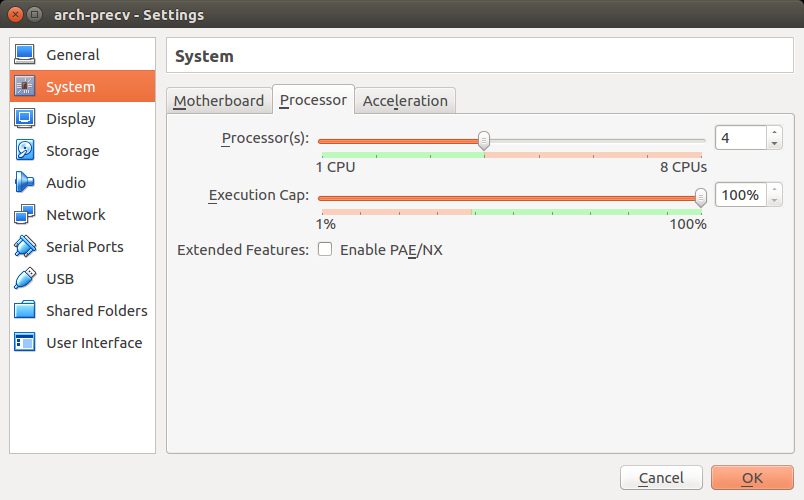 arch-precv - Settings
General
System
Display
Storage
Audio
Network
Serial Ports
USB
Shared Folders
User Interface
System
Motherboard Processor Acceleration
Processor(s): 4
1 CPU 8 CPUs
Execution Cap: 100%
1% 100%
Extended Features: Enable PAE/NX
Cancel OK